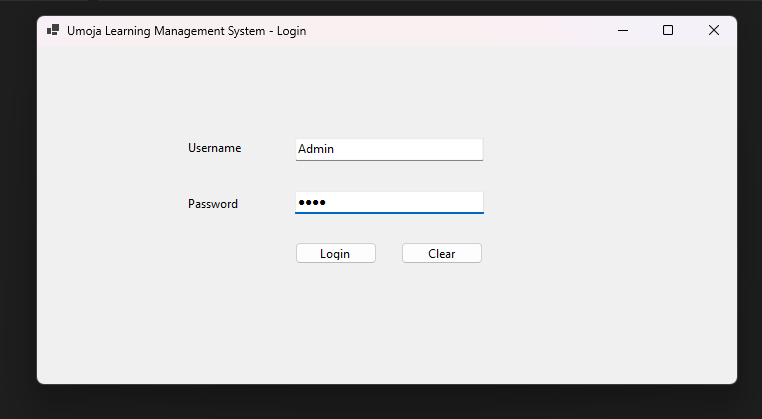 Umoja Learning Management System - Login
Username
Admin
Password
••••
Login
Clear